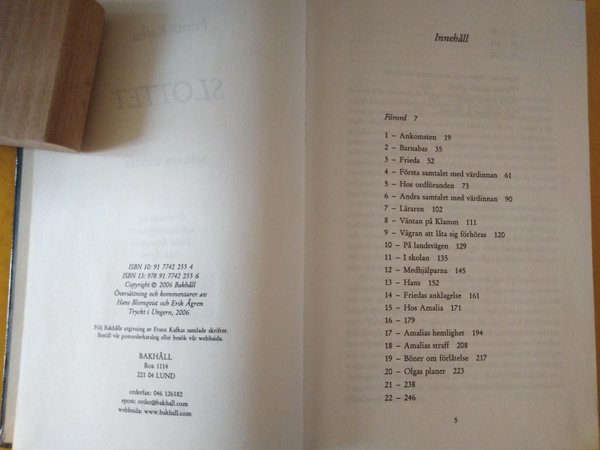 ISBN 10: 91 7742 255 4
ISBN 13: 978 91 7742 255 6
Copyright © 2006 Bakhåll
Översättning och kommentarer av
Hans Blomqvist och Erik Ågren
Tryckt i Ungern, 2006
Följ Bakhålls utgivning av Franz Kafkas samlade skrifter.
Beställ vår postorderkatalog eller besök vår webbsida.
BAKHÅLL
Box 1114
221 04 LUND
orderfax: 046 126182
epost: order@bakhall.com
webbsida: www.bakhall.com
Innehåll
Förord 7
1 – Ankomsten 19
2 – Barnabas 35
3 – Frieda 52
4 – Första samtalet med värdinnan 61
5 – Hos ordföranden 73
6 – Andra samtalet med värdinnan 90
7 – Läraren 102
8 – Väntan på Klamm 111
9 – Vägran att låta sig förhöras 120
10 – På landsvägen 129
11 – I skolan 135
12 – Medhjälparna 145
13 – Hans 152
14 – Friedas anklagelse 161
15 – Hos Amalia 171
16 – 179
17 – Amalias hemlighet 194
18 – Amalias straff 208
19 – Böner om förlåtelse 217
20 – Olgas planer 223
21 – 238
22 – 246
5
Franz Kafka
SLOTTET